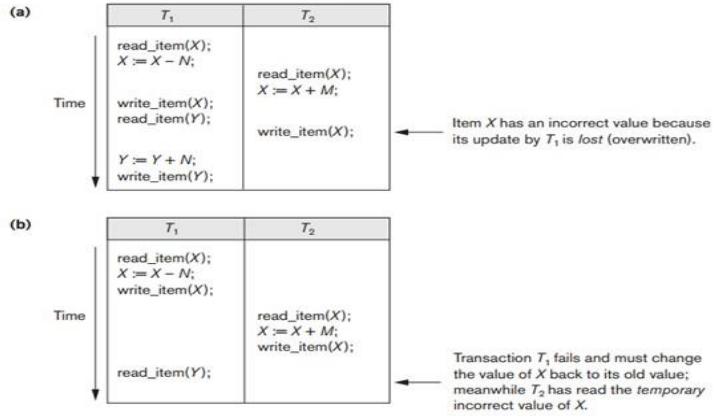 (a)
T1 T2
read_item(X);
X := X – N;
read_item(X);
X := X + M;
Time
write_item(X);
read_item(Y);
write_item(X);
Item X has an incorrect value because
its update by T1 is lost (overwritten).
Y := Y + N;
write_item(Y);
(b)
T1 T2
read_item(X);
X := X – N;
write_item(X);
Time
read_item(X);
X := X + M;
write_item(X);
read_item(Y);
Transaction T1 fails and must change
the value of X back to its old value;
meanwhile T2 has read the temporary
incorrect value of X.